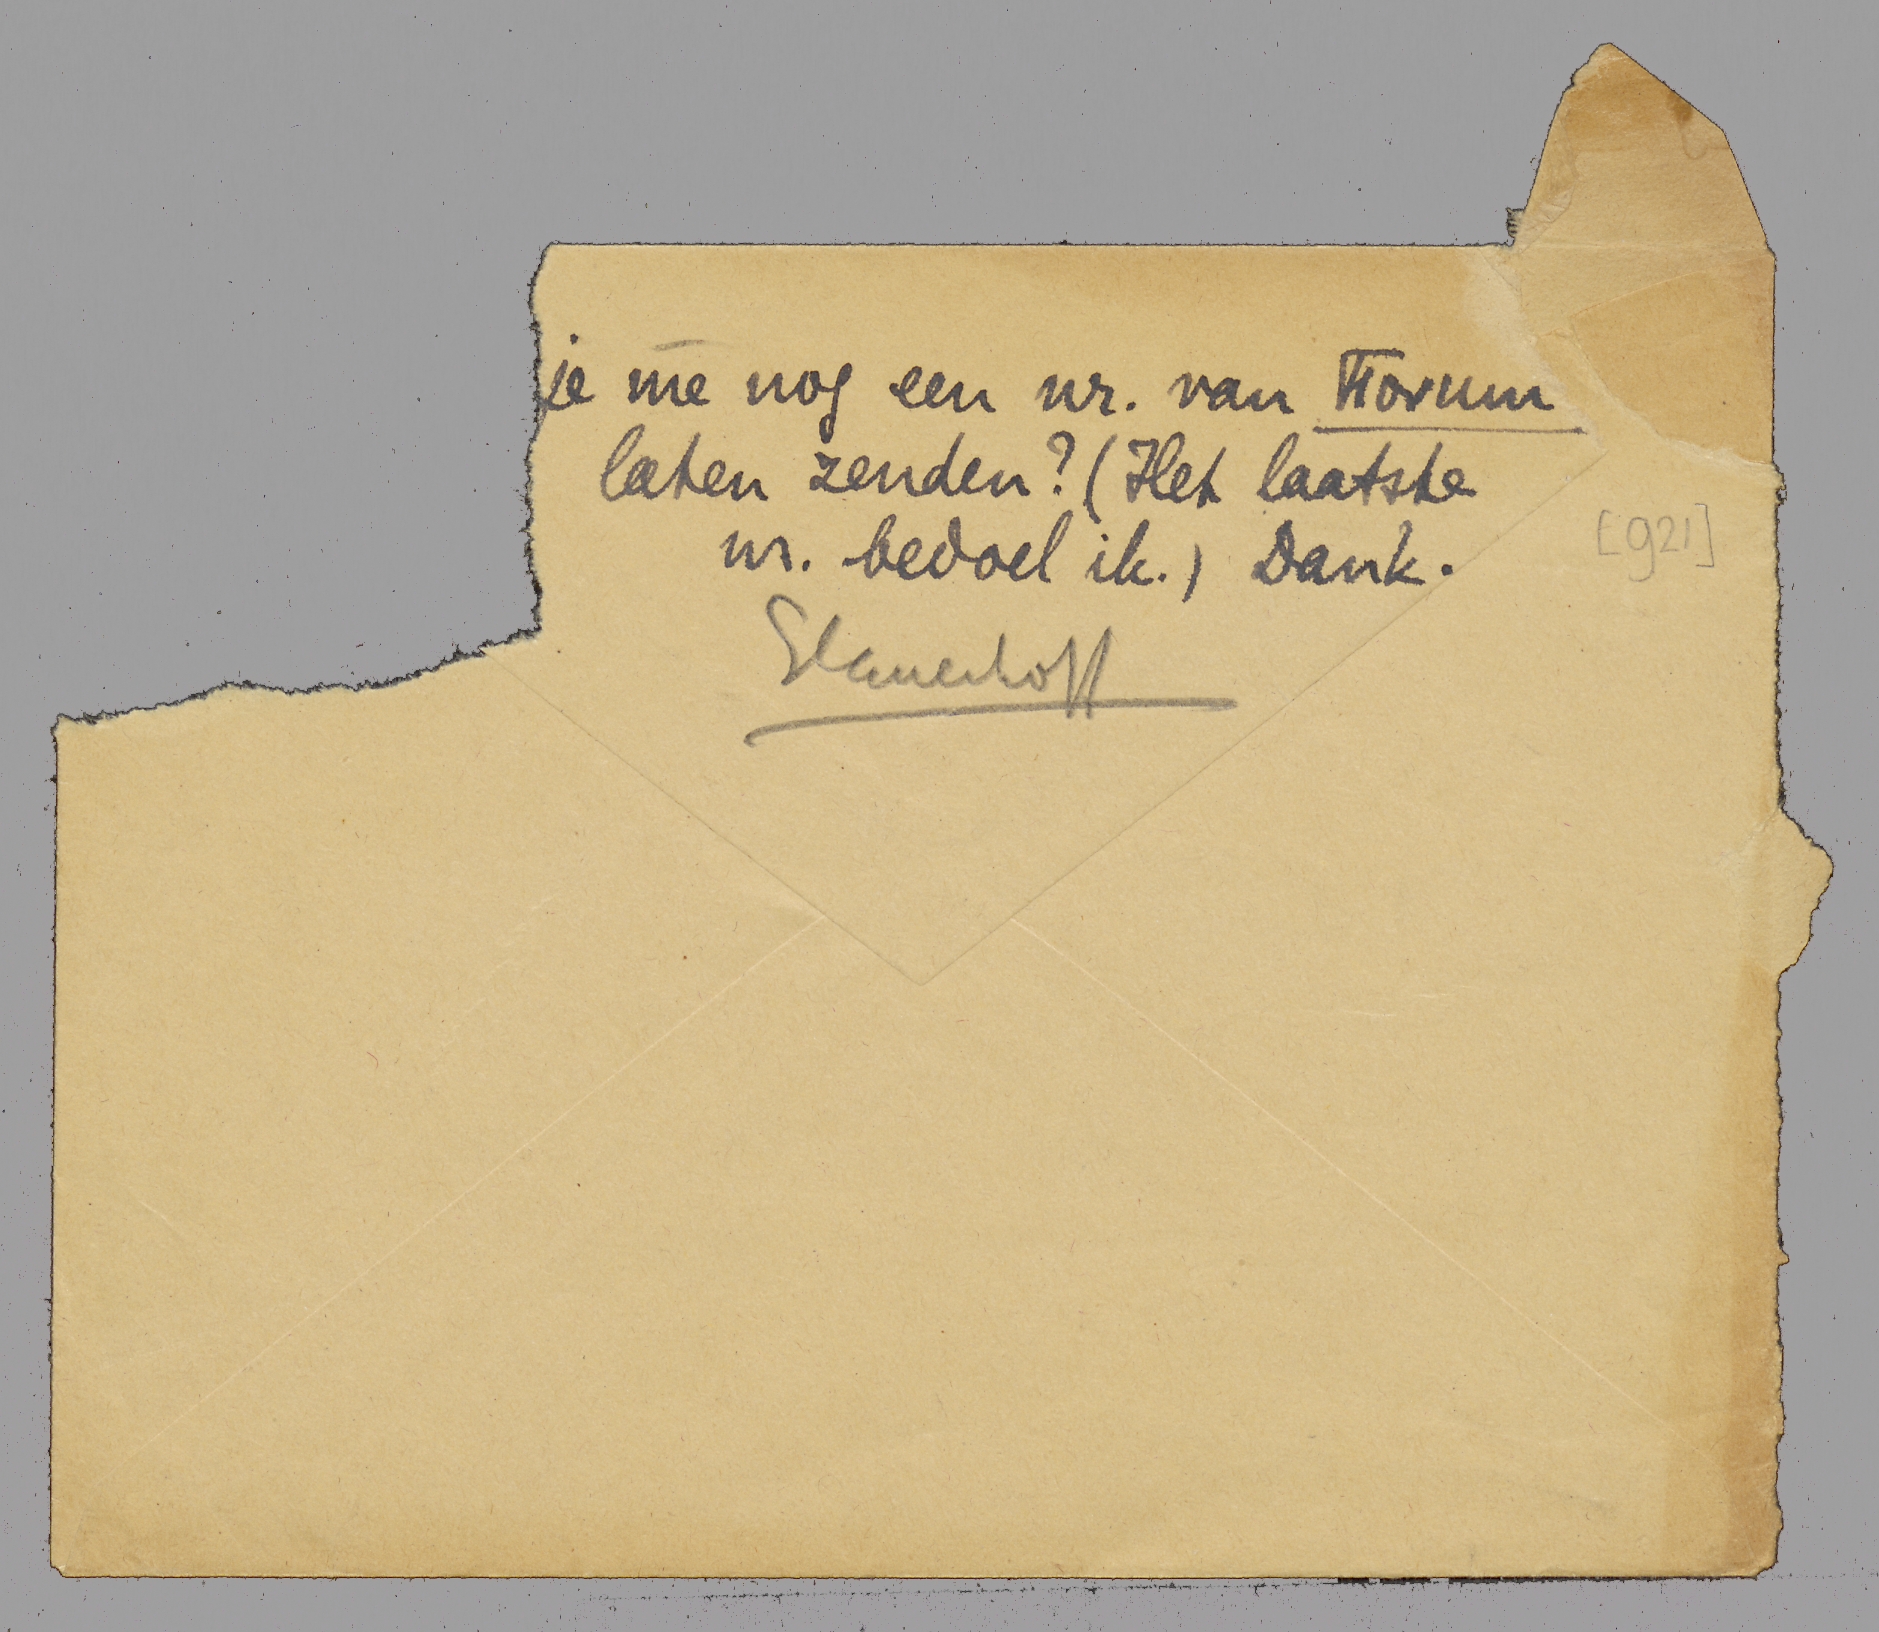 je me nog een nr. van Forum
laten zenden? (Het laatste
nr. bedoel ik.) Dank.
[921]
Slauerhoff